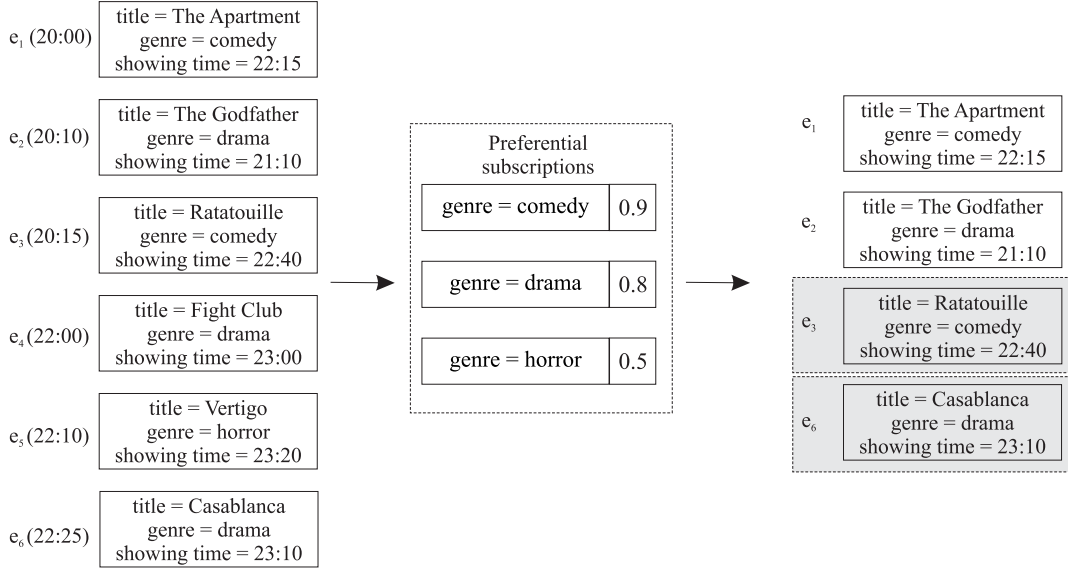 e1 (20:00)
title = The Apartment
genre = comedy
showing time = 22:15
e2 (20:10)
title = The Godfather
genre = drama
showing time = 21:10
e3 (20:15)
title = Ratatouille
genre = comedy
showing time = 22:40
e4 (22:00)
title = Fight Club
genre = drama
showing time = 23:00
e5 (22:10)
title = Vertigo
genre = horror
showing time = 23:20
e6 (22:25)
title = Casablanca
genre = drama
showing time = 23:10
Preferential
subscriptions
genre = comedy 0.9
genre = drama 0.8
genre = horror 0.5
e1
title = The Apartment
genre = comedy
showing time = 22:15
e2
title = The Godfather
genre = drama
showing time = 21:10
e3
title = Ratatouille
genre = comedy
showing time = 22:40
e6
title = Casablanca
genre = drama
showing time = 23:10